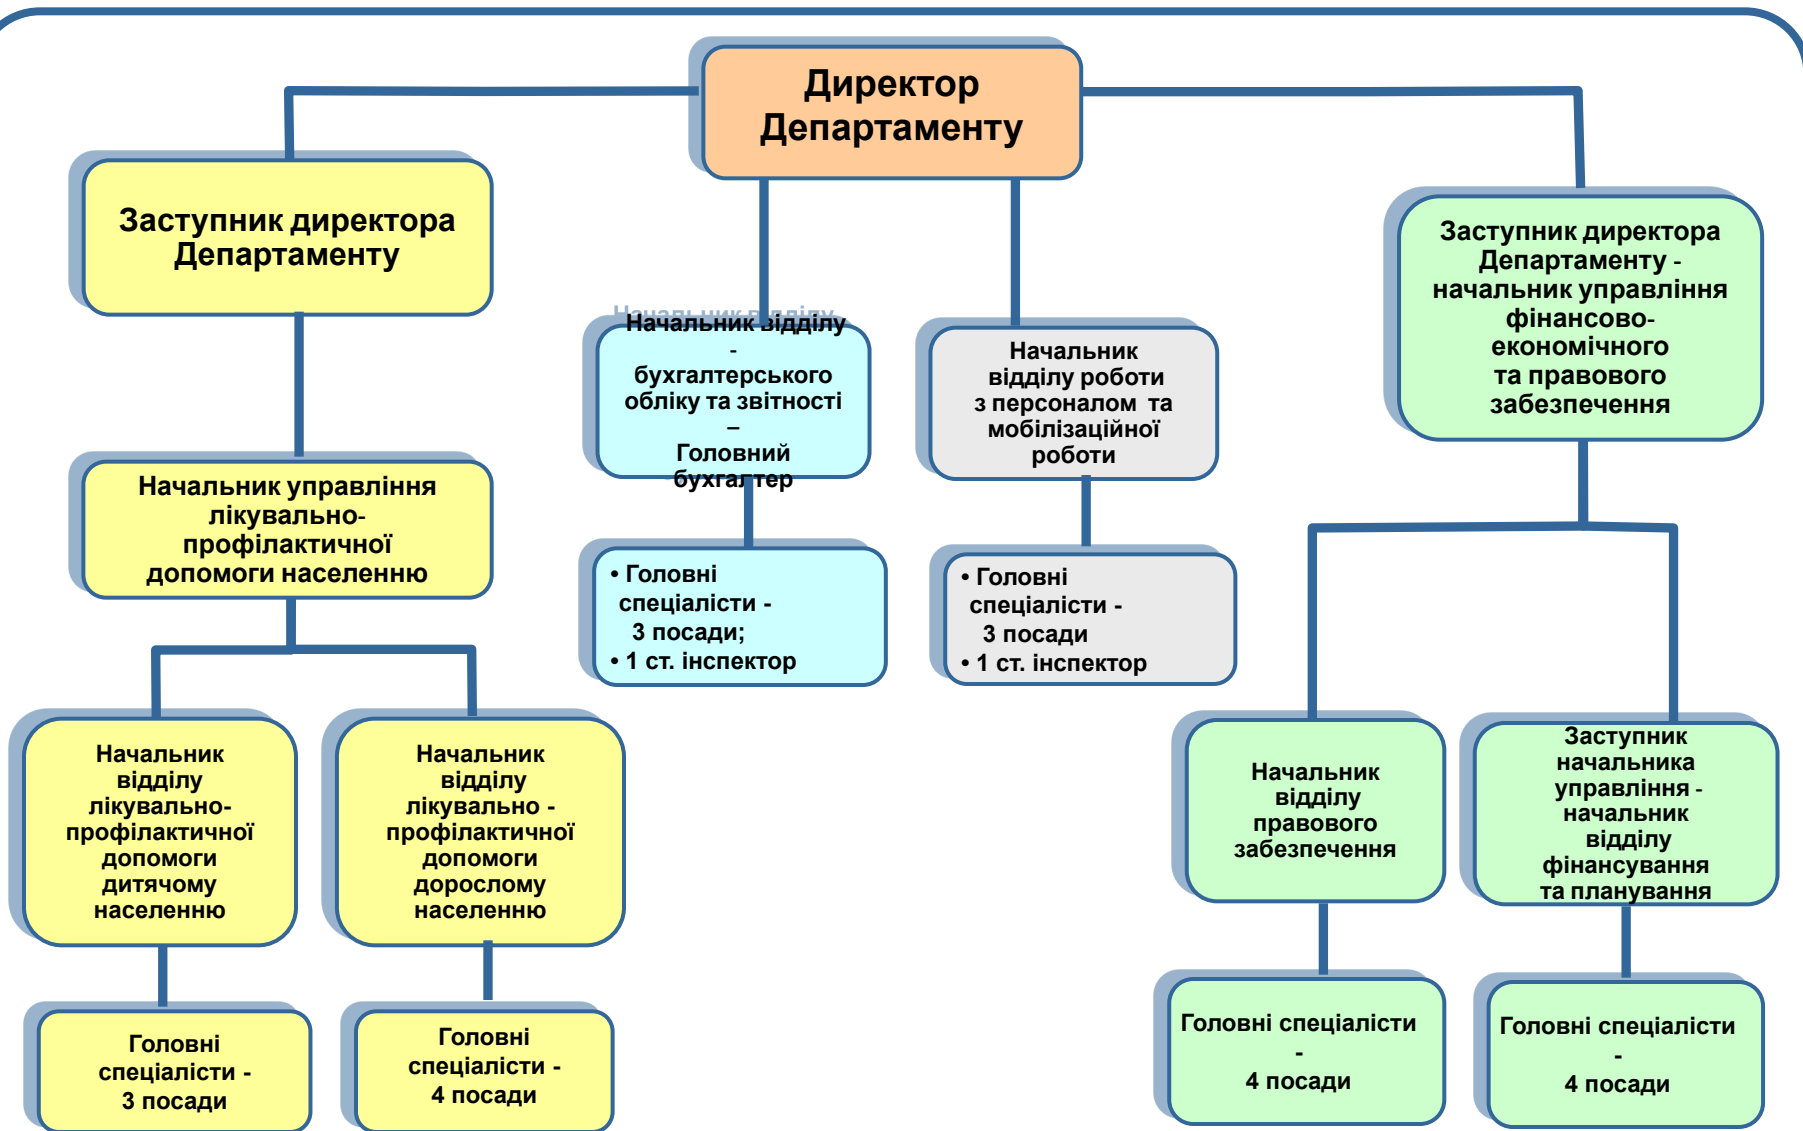 Директор
Департаменту
Заступник директора
Департаменту
Заступник директора
Департаменту -
начальник управління
фінансово-
економічного
та правового
забезпечення
Начальник відділу
-
бухгалтерського
обліку та звітності
–
Головний
бухгалтер
Начальник
відділу роботи
з персоналом та
мобілізаційної
роботи
Начальник управління
лікувально-
профілактичної
допомоги населенню
• Головні
спеціалісти -
3 посади;
• 1 ст. інспектор
• Головні
спеціалісти -
3 посади
• 1 ст. інспектор
Начальник
відділу
лікувально-
профілактичної
допомоги
дитячому
населенню
Начальник
відділу
лікувально -
профілактичної
допомоги
дорослому
населенню
Начальник
відділу
правового
забезпечення
Заступник
начальника
управління -
начальник
відділу
фінансування
та планування
Головні
спеціалісти -
3 посади
Головні
спеціалісти -
4 посади
Головні спеціалісти
-
4 посади
Головні спеціалісти
-
4 посади